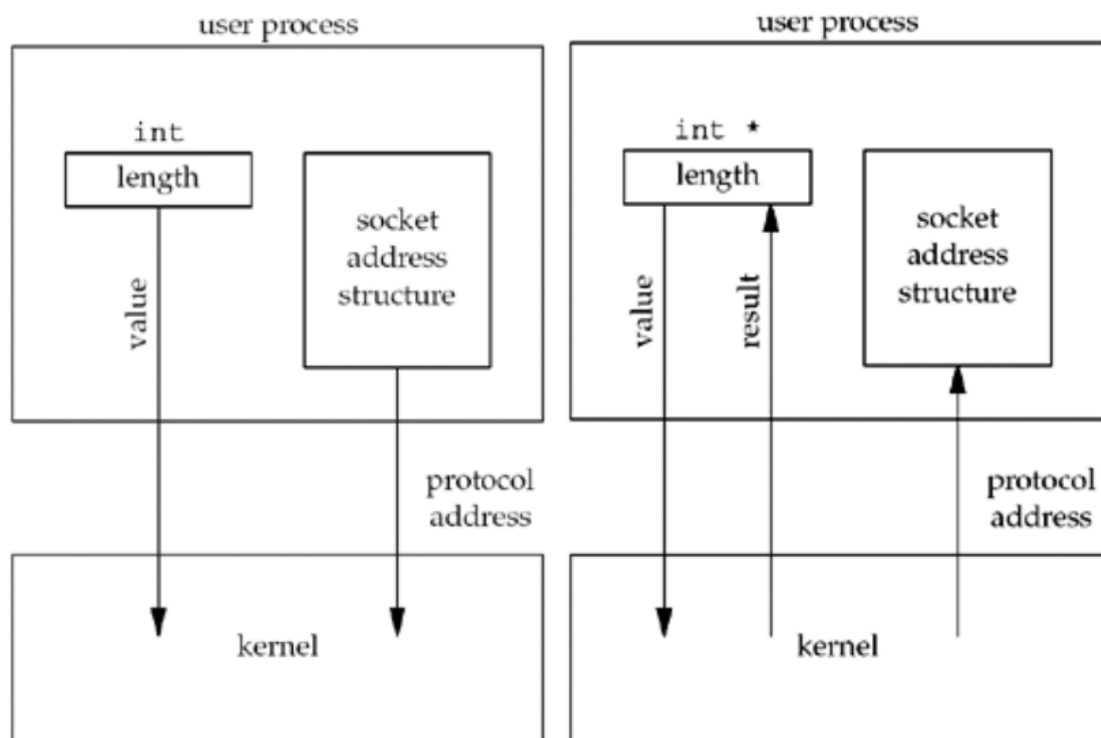 user process
int
length
socket
address
structure
value
protocol
address
kernel
user process
int *
length
socket
address
structure
value
result
protocol
address
kernel